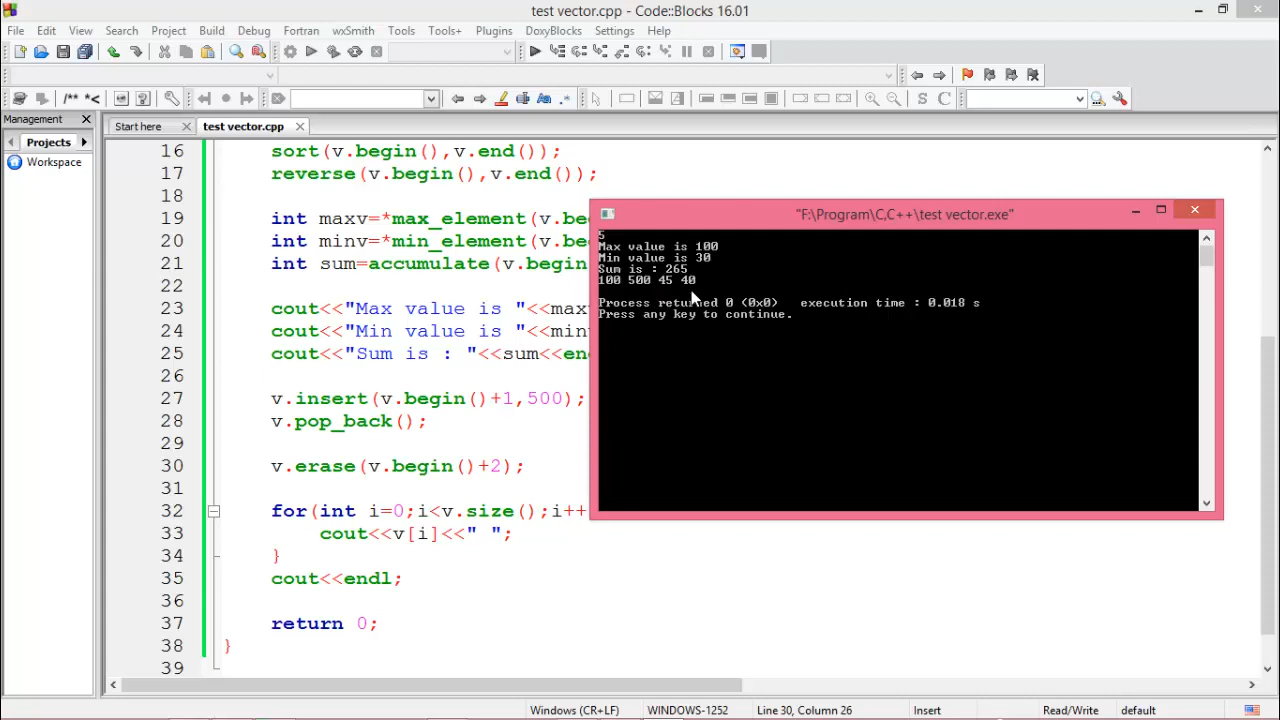 test vector.cpp - Code::Blocks 16.01
File Edit View Search Project Build Debug Fortran wxSmith Tools Tools+ Plugins DoxyBlocks Settings Help
/** *<
S C
Management
Start here test vector.cpp
Projects
Workspace
16 sort(v.begin(),v.end());
17 reverse(v.begin(),v.end());
18
19 int maxv=*max_element(v.be
20 int minv=*min_element(v.be
21 int sum=accumulate(v.begin
22
23 cout<<"Max value is "<<max
24 cout<<"Min value is "<<min
25 cout<<"Sum is : "<<sum<<en
26
27 v.insert(v.begin()+1,500);
28 v.pop_back();
29
30 v.erase(v.begin()+2);
31
32 for(int i=0;i<v.size();i++
33 cout<<v[i]<<" ";
34 }
35 cout<<endl;
36
37 return 0;
38 }
39
"F:\Program\C,C++\test vector.exe"
5
Max value is 100
Min value is 30
Sum is : 265
100 500 45 40
Process returned 0 (0x0) execution time : 0.018 s
Press any key to continue.
Windows (CR+LF) WINDOWS-1252 Line 30, Column 26 Insert Read/Write default